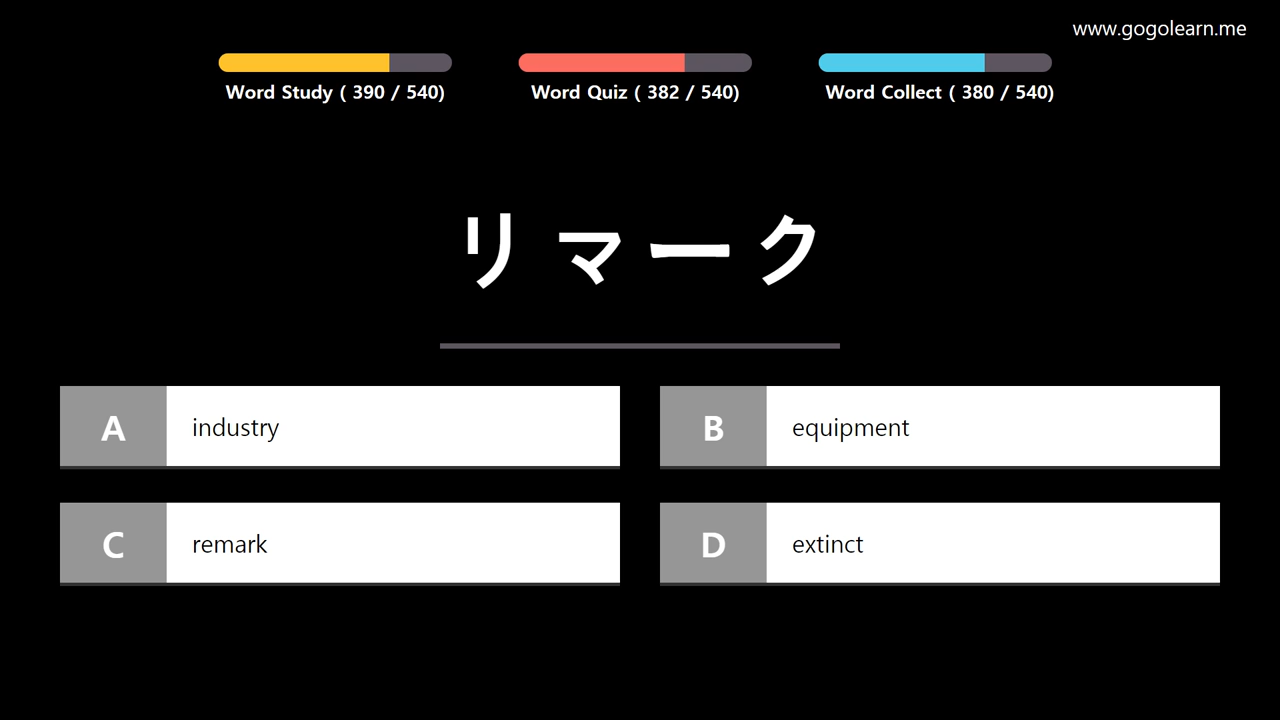 www.gogolearn.me
Word Study ( 390 / 540)
Word Quiz ( 382 / 540)
Word Collect ( 380 / 540)
リマーク
A industry
B equipment
C remark
D extinct